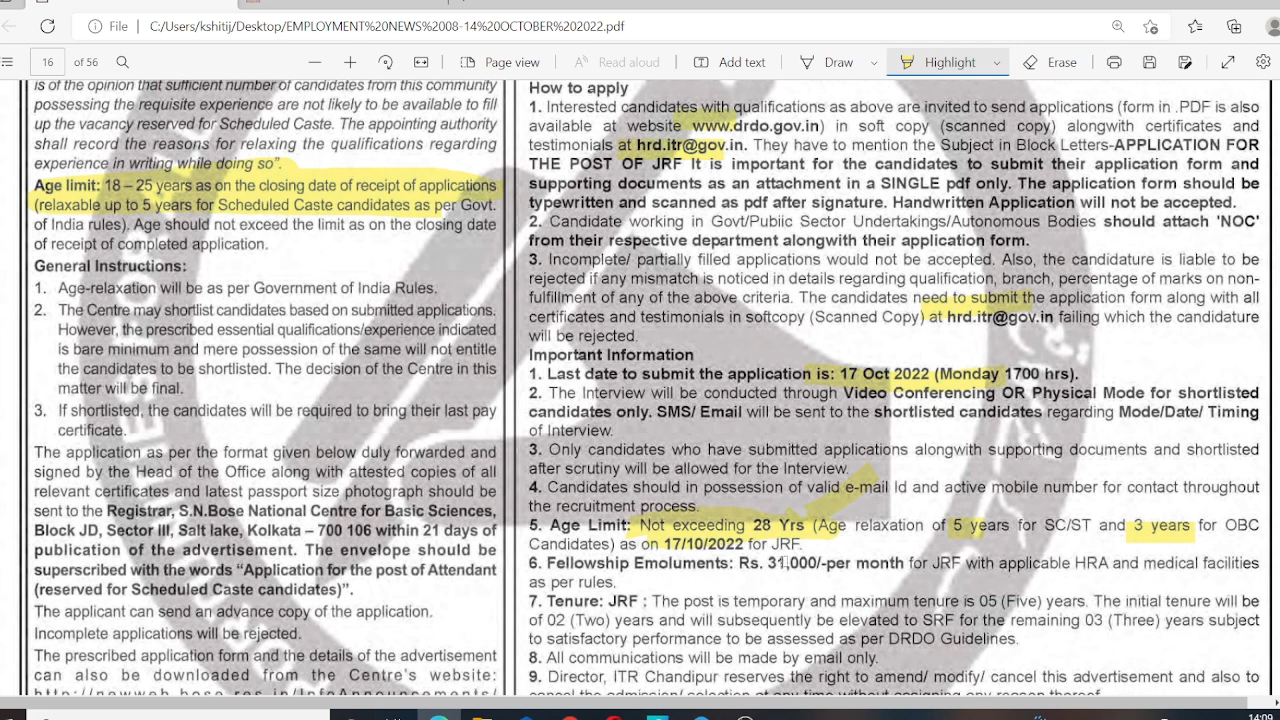 File | C:/Users/kshitij/Desktop/EMPLOYMENT%20NEWS%2008-14%20OCTOBER%202022.pdf
16 of 56 Page view Read aloud Add text Draw Highlight Erase
is of the opinion that sufficient number of candidates from this community
possessing the requisite experience are not likely to be available to fill
up the vacancy reserved for Scheduled Caste. The appointing authority
shall record the reasons for relaxing the qualifications regarding
experience in writing while doing so”.
Age limit: 18 – 25 years as on the closing date of receipt of applications
(relaxable up to 5 years for Scheduled Caste candidates as per Govt.
of India rules). Age should not exceed the limit as on the closing date
of receipt of completed application.
General Instructions:
1. Age-relaxation will be as per Government of India Rules.
2. The Centre may shortlist candidates based on submitted applications.
However, the prescribed essential qualifications/experience indicated
is bare minimum and mere possession of the same will not entitle
the candidates to be shortlisted. The decision of the Centre in this
matter will be final.
3. If shortlisted, the candidates will be required to bring their last pay
certificate.
The application as per the format given below duly forwarded and
signed by the Head of the Office along with attested copies of all
relevant certificates and latest passport size photograph should be
sent to the Registrar, S.N.Bose National Centre for Basic Sciences,
Block JD, Sector III, Salt lake, Kolkata – 700 106 within 21 days of
publication of the advertisement. The envelope should be
superscribed with the words “Application for the post of Attendant
(reserved for Scheduled Caste candidates)”.
The applicant can send an advance copy of the application.
Incomplete applications will be rejected.
The prescribed application form and the details of the advertisement
can also be downloaded from the Centre's website:
http://newweb.bose.res.in/InfoAnnouncements/
How to apply
1. Interested candidates with qualifications as above are invited to send applications (form in .PDF is also
available at website www.drdo.gov.in) in soft copy (scanned copy) alongwith certificates and
testimonials at hrd.itr@gov.in. They have to mention the Subject in Block Letters-APPLICATION FOR
THE POST OF JRF It is important for the candidates to submit their application form and
supporting documents as an attachment in a SINGLE pdf only. The application form should be
typewritten and scanned as pdf after signature. Handwritten Application will not be accepted.
2. Candidate working in Govt/Public Sector Undertakings/Autonomous Bodies should attach 'NOC'
from their respective department alongwith their application form.
3. Incomplete/ partially filled applications would not be accepted. Also, the candidature is liable to be
rejected if any mismatch is noticed in details regarding qualification, branch, percentage of marks on non-
fulfillment of any of the above criteria. The candidates need to submit the application form along with all
certificates and testimonials in softcopy (Scanned Copy) at hrd.itr@gov.in failing which the candidature
will be rejected.
Important Information
1. Last date to submit the application is: 17 Oct 2022 (Monday 1700 hrs).
2. The Interview will be conducted through Video Conferencing OR Physical Mode for shortlisted
candidates only. SMS/ Email will be sent to the shortlisted candidates regarding Mode/Date/ Timing
of Interview.
3. Only candidates who have submitted applications alongwith supporting documents and shortlisted
after scrutiny will be allowed for the Interview.
4. Candidates should in possession of valid e-mail Id and active mobile number for contact throughout
the recruitment process.
5. Age Limit: Not exceeding 28 Yrs (Age relaxation of 5 years for SC/ST and 3 years for OBC
Candidates) as on 17/10/2022 for JRF.
6. Fellowship Emoluments: Rs. 31,000/-per month for JRF with applicable HRA and medical facilities
as per rules.
7. Tenure: JRF : The post is temporary and maximum tenure is 05 (Five) years. The initial tenure will be
of 02 (Two) years and will subsequently be elevated to SRF for the remaining 03 (Three) years subject
to satisfactory performance to be assessed as per DRDO Guidelines.
8. All communications will be made by email only.
9. Director, ITR Chandipur reserves the right to amend/ modify/ cancel this advertisement and also to
cancel the admission/ selection at any time without assigning any reason thereof.
14:09